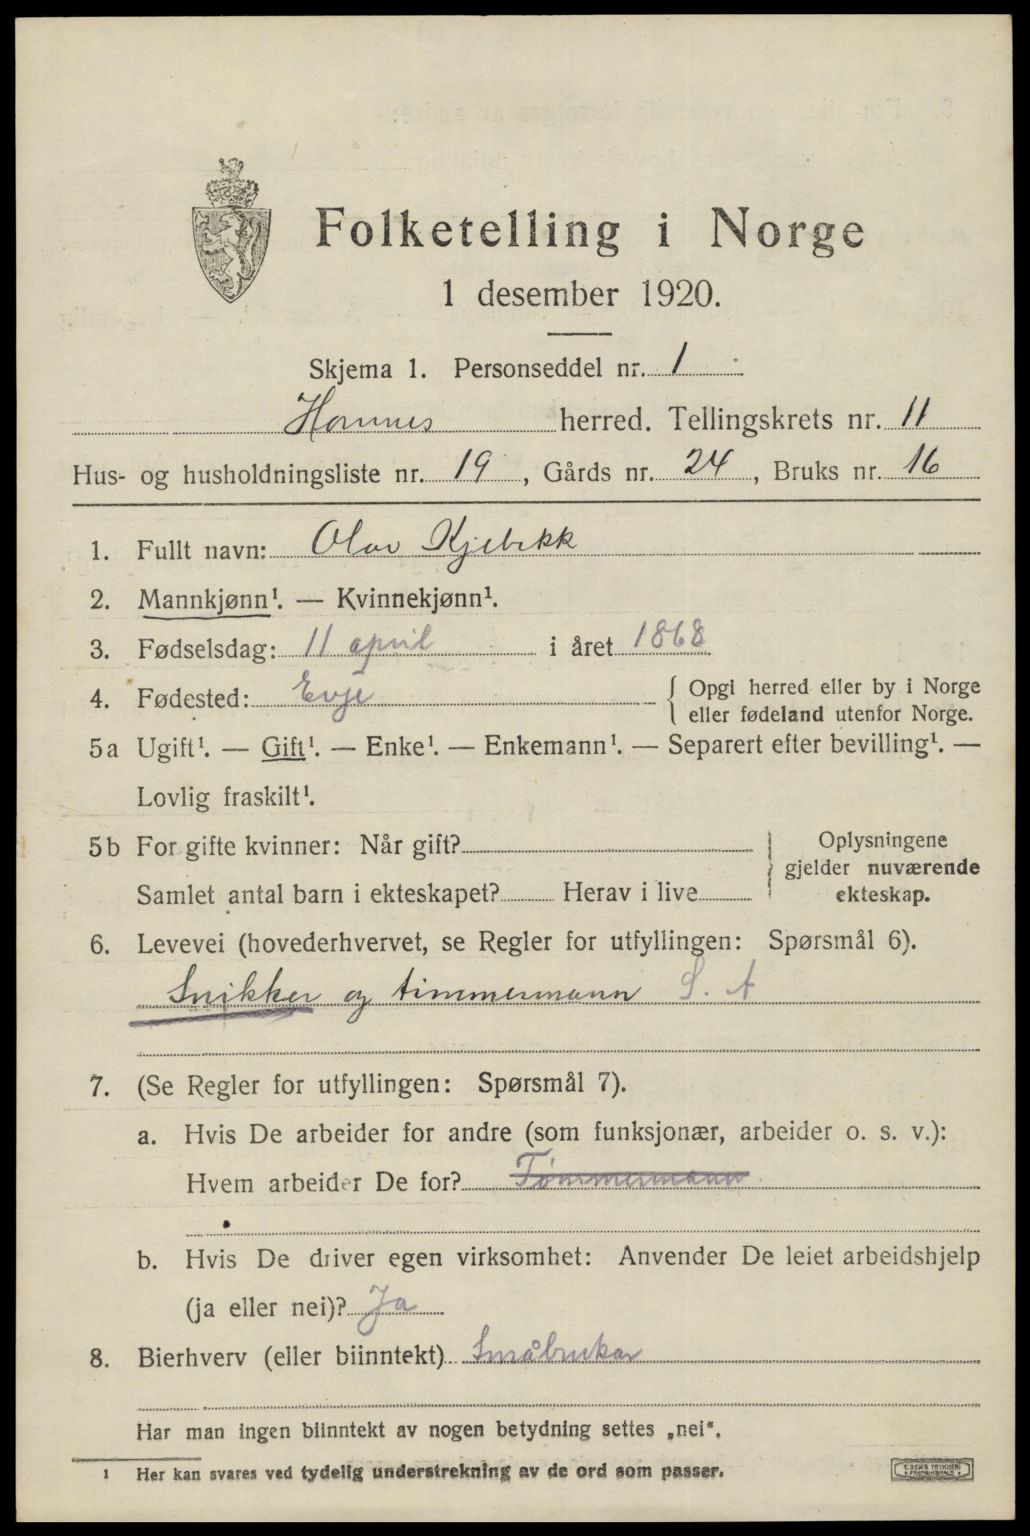 Folketelling i Norge
1 desember 1920.
Skjema 1. Personseddel nr. 1
Hornnes herred. Tellingskrets nr. 11
Hus- og husholdningsliste nr. 19, Gårds nr. 24, Bruks nr. 16
1. Fullt navn: Olav Kjebekk
2. Mannkjønn¹. — Kvinnekjønn¹.
3. Fødselsdag: 11 april i året 1868
4. Fødested: Evje { Opgi herred eller by i Norge
eller fødeland utenfor Norge.
5a Ugift¹. — Gift¹. — Enke¹. — Enkemann¹. — Separert efter bevilling¹. —
Lovlig fraskilt¹.
5b For gifte kvinner: Når gift? } Oplysningene
gjelder nuværende
Samlet antal barn i ekteskapet? Herav i live ekteskap.
6. Levevei (hovederhvervet, se Regler for utfyllingen: Spørsmål 6).
Snikker og timmermann S. A
7. (Se Regler for utfyllingen: Spørsmål 7).
a. Hvis De arbeider for andre (som funksjonær, arbeider o. s. v.):
Hvem arbeider De for? Tømmermann
b. Hvis De driver egen virksomhet: Anvender De leiet arbeidshjelp
(ja eller nei)? Ja
8. Bierhverv (eller biinntekt) Småbrukar
Har man ingen biinntekt av nogen betydning settes „nei“.
¹ Her kan svares ved tydelig understrekning av de ord som passer.